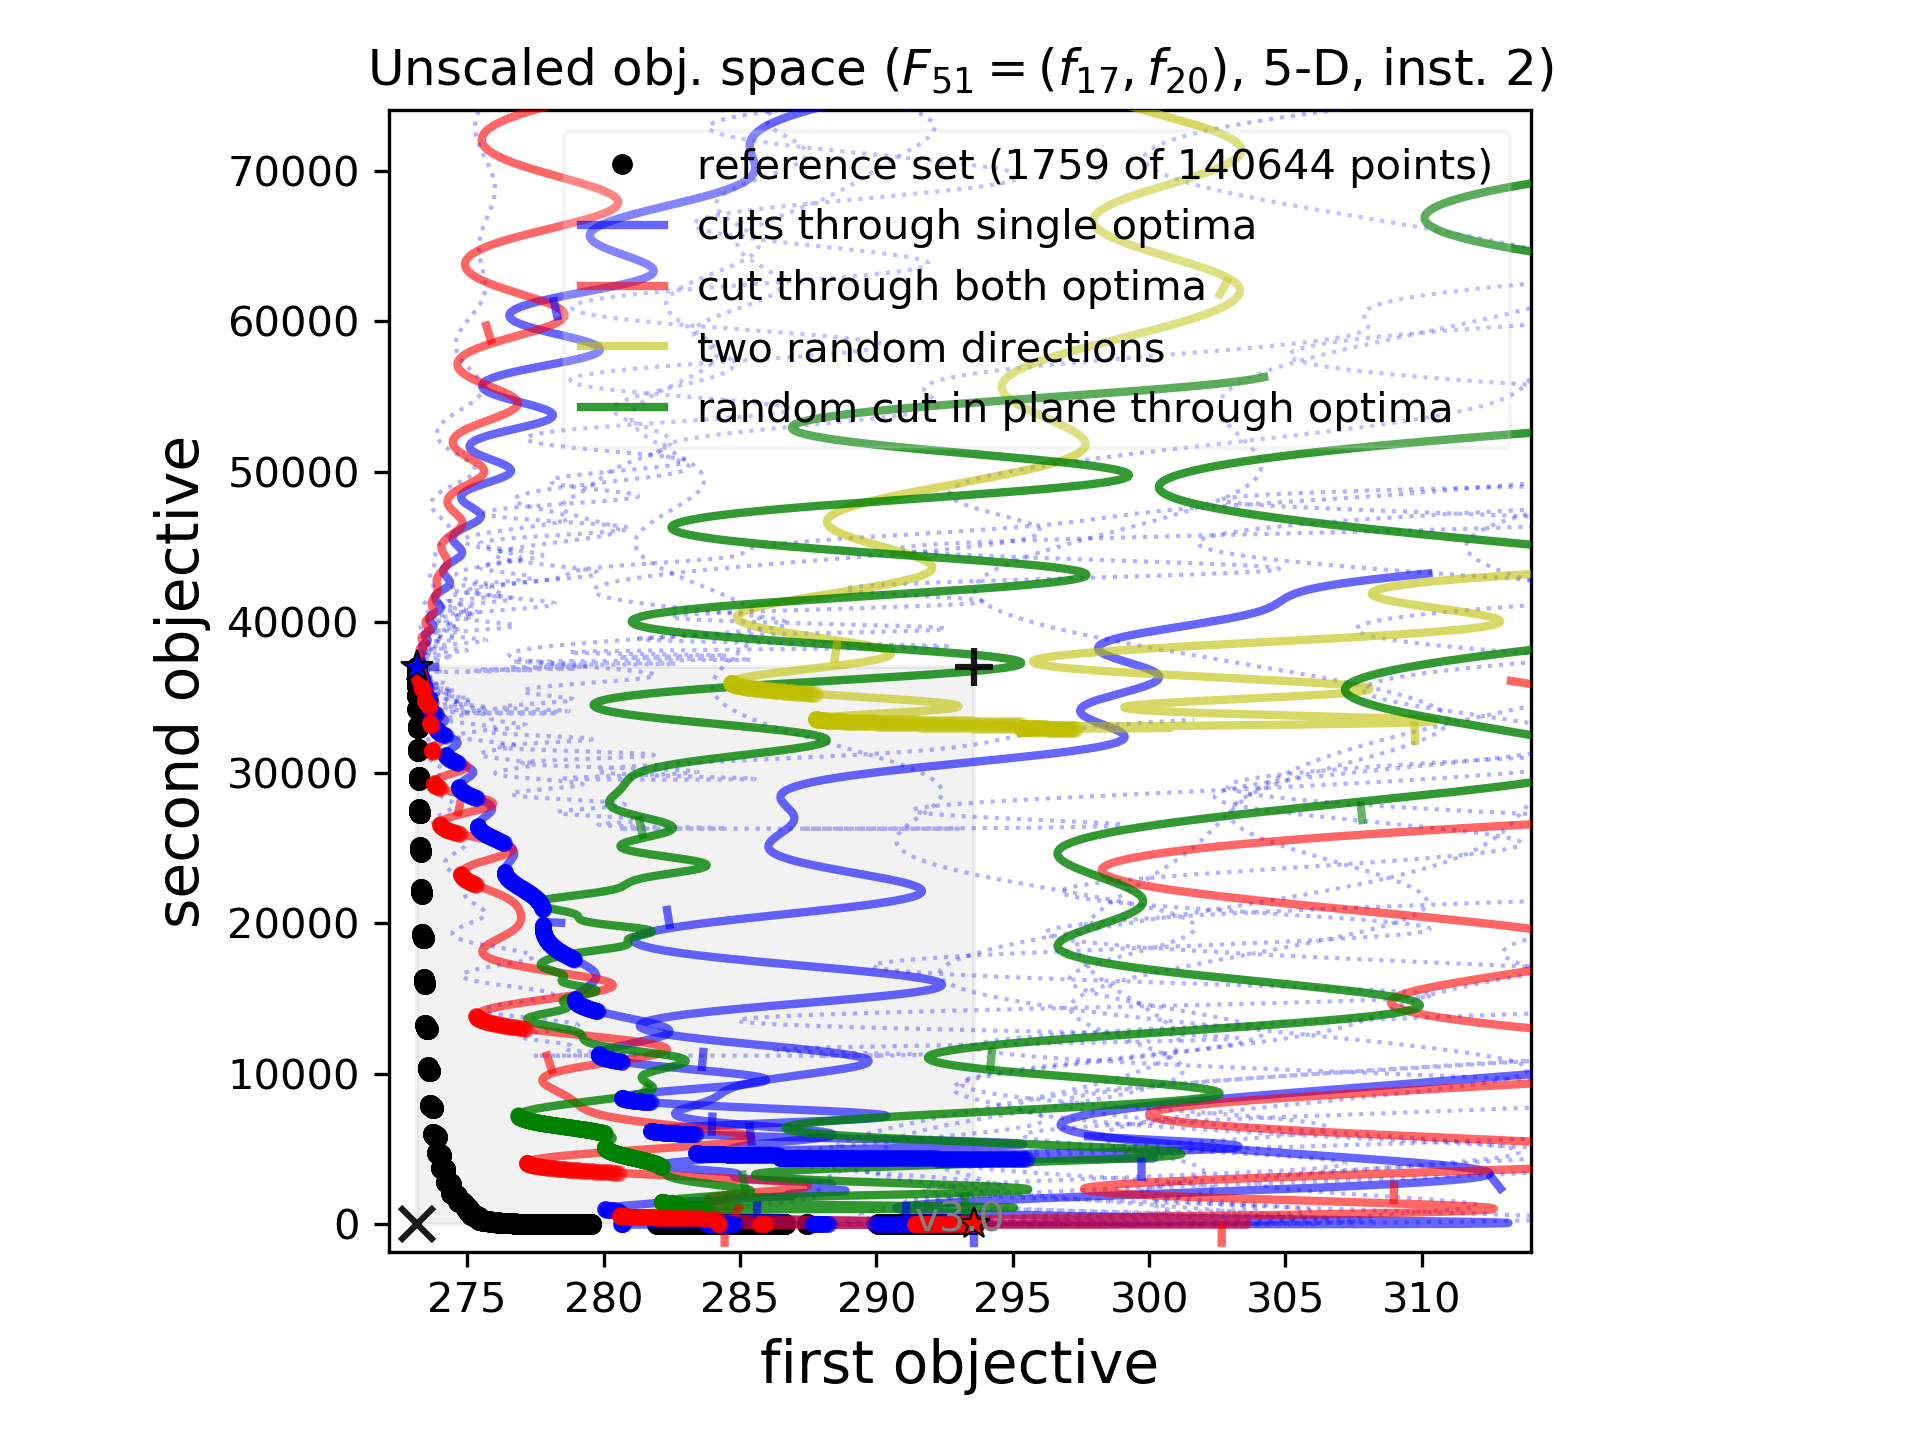 Unscaled obj. space (F51 = (f17, f20), 5-D, inst. 2)
reference set (1759 of 140644 points)
cuts through single optima
cut through both optima
two random directions
random cut in plane through optima
70000
60000
50000
40000
30000
20000
10000
0
second objective
v3.0
275 280 285 290 295 300 305 310
first objective